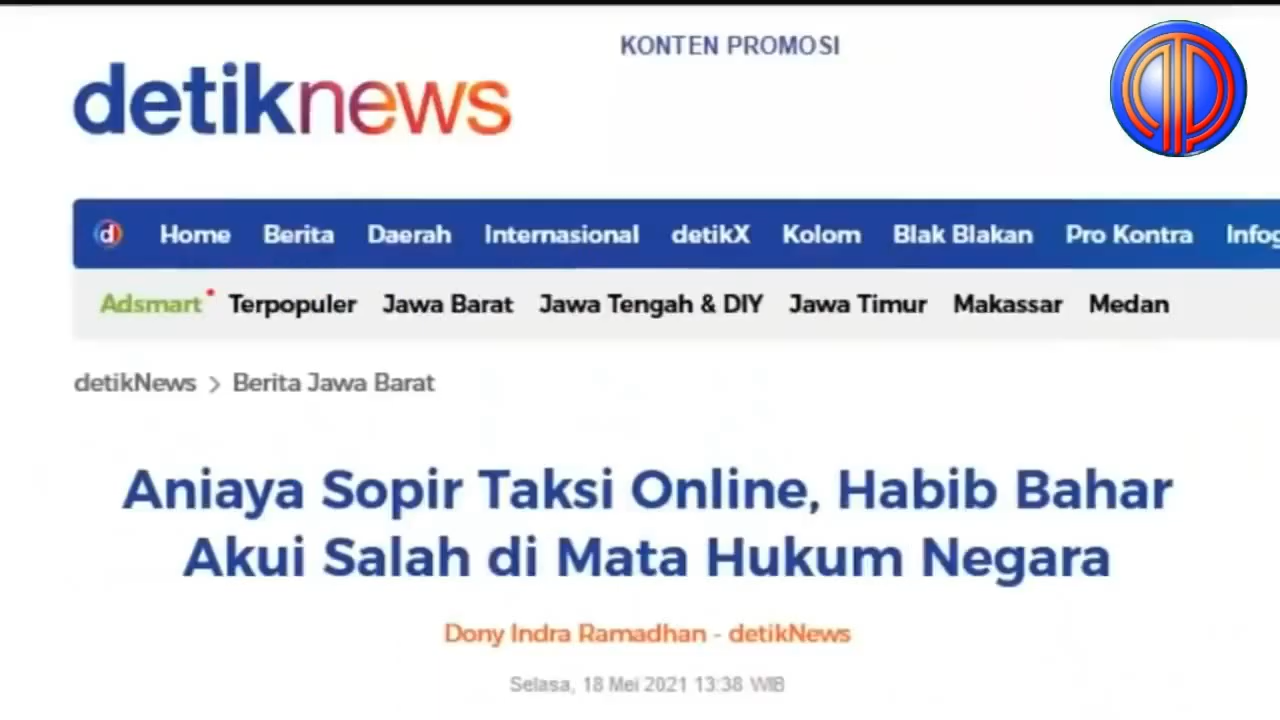 KONTEN PROMOSI
detiknews
d Home Berita Daerah Internasional detikX Kolom Blak Blakan Pro Kontra Infog
Adsmart Terpopuler Jawa Barat Jawa Tengah & DIY Jawa Timur Makassar Medan
detikNews > Berita Jawa Barat
Aniaya Sopir Taksi Online, Habib Bahar
Akui Salah di Mata Hukum Negara
Dony Indra Ramadhan - detikNews
Selasa, 18 Mei 2021 13:38 WIB